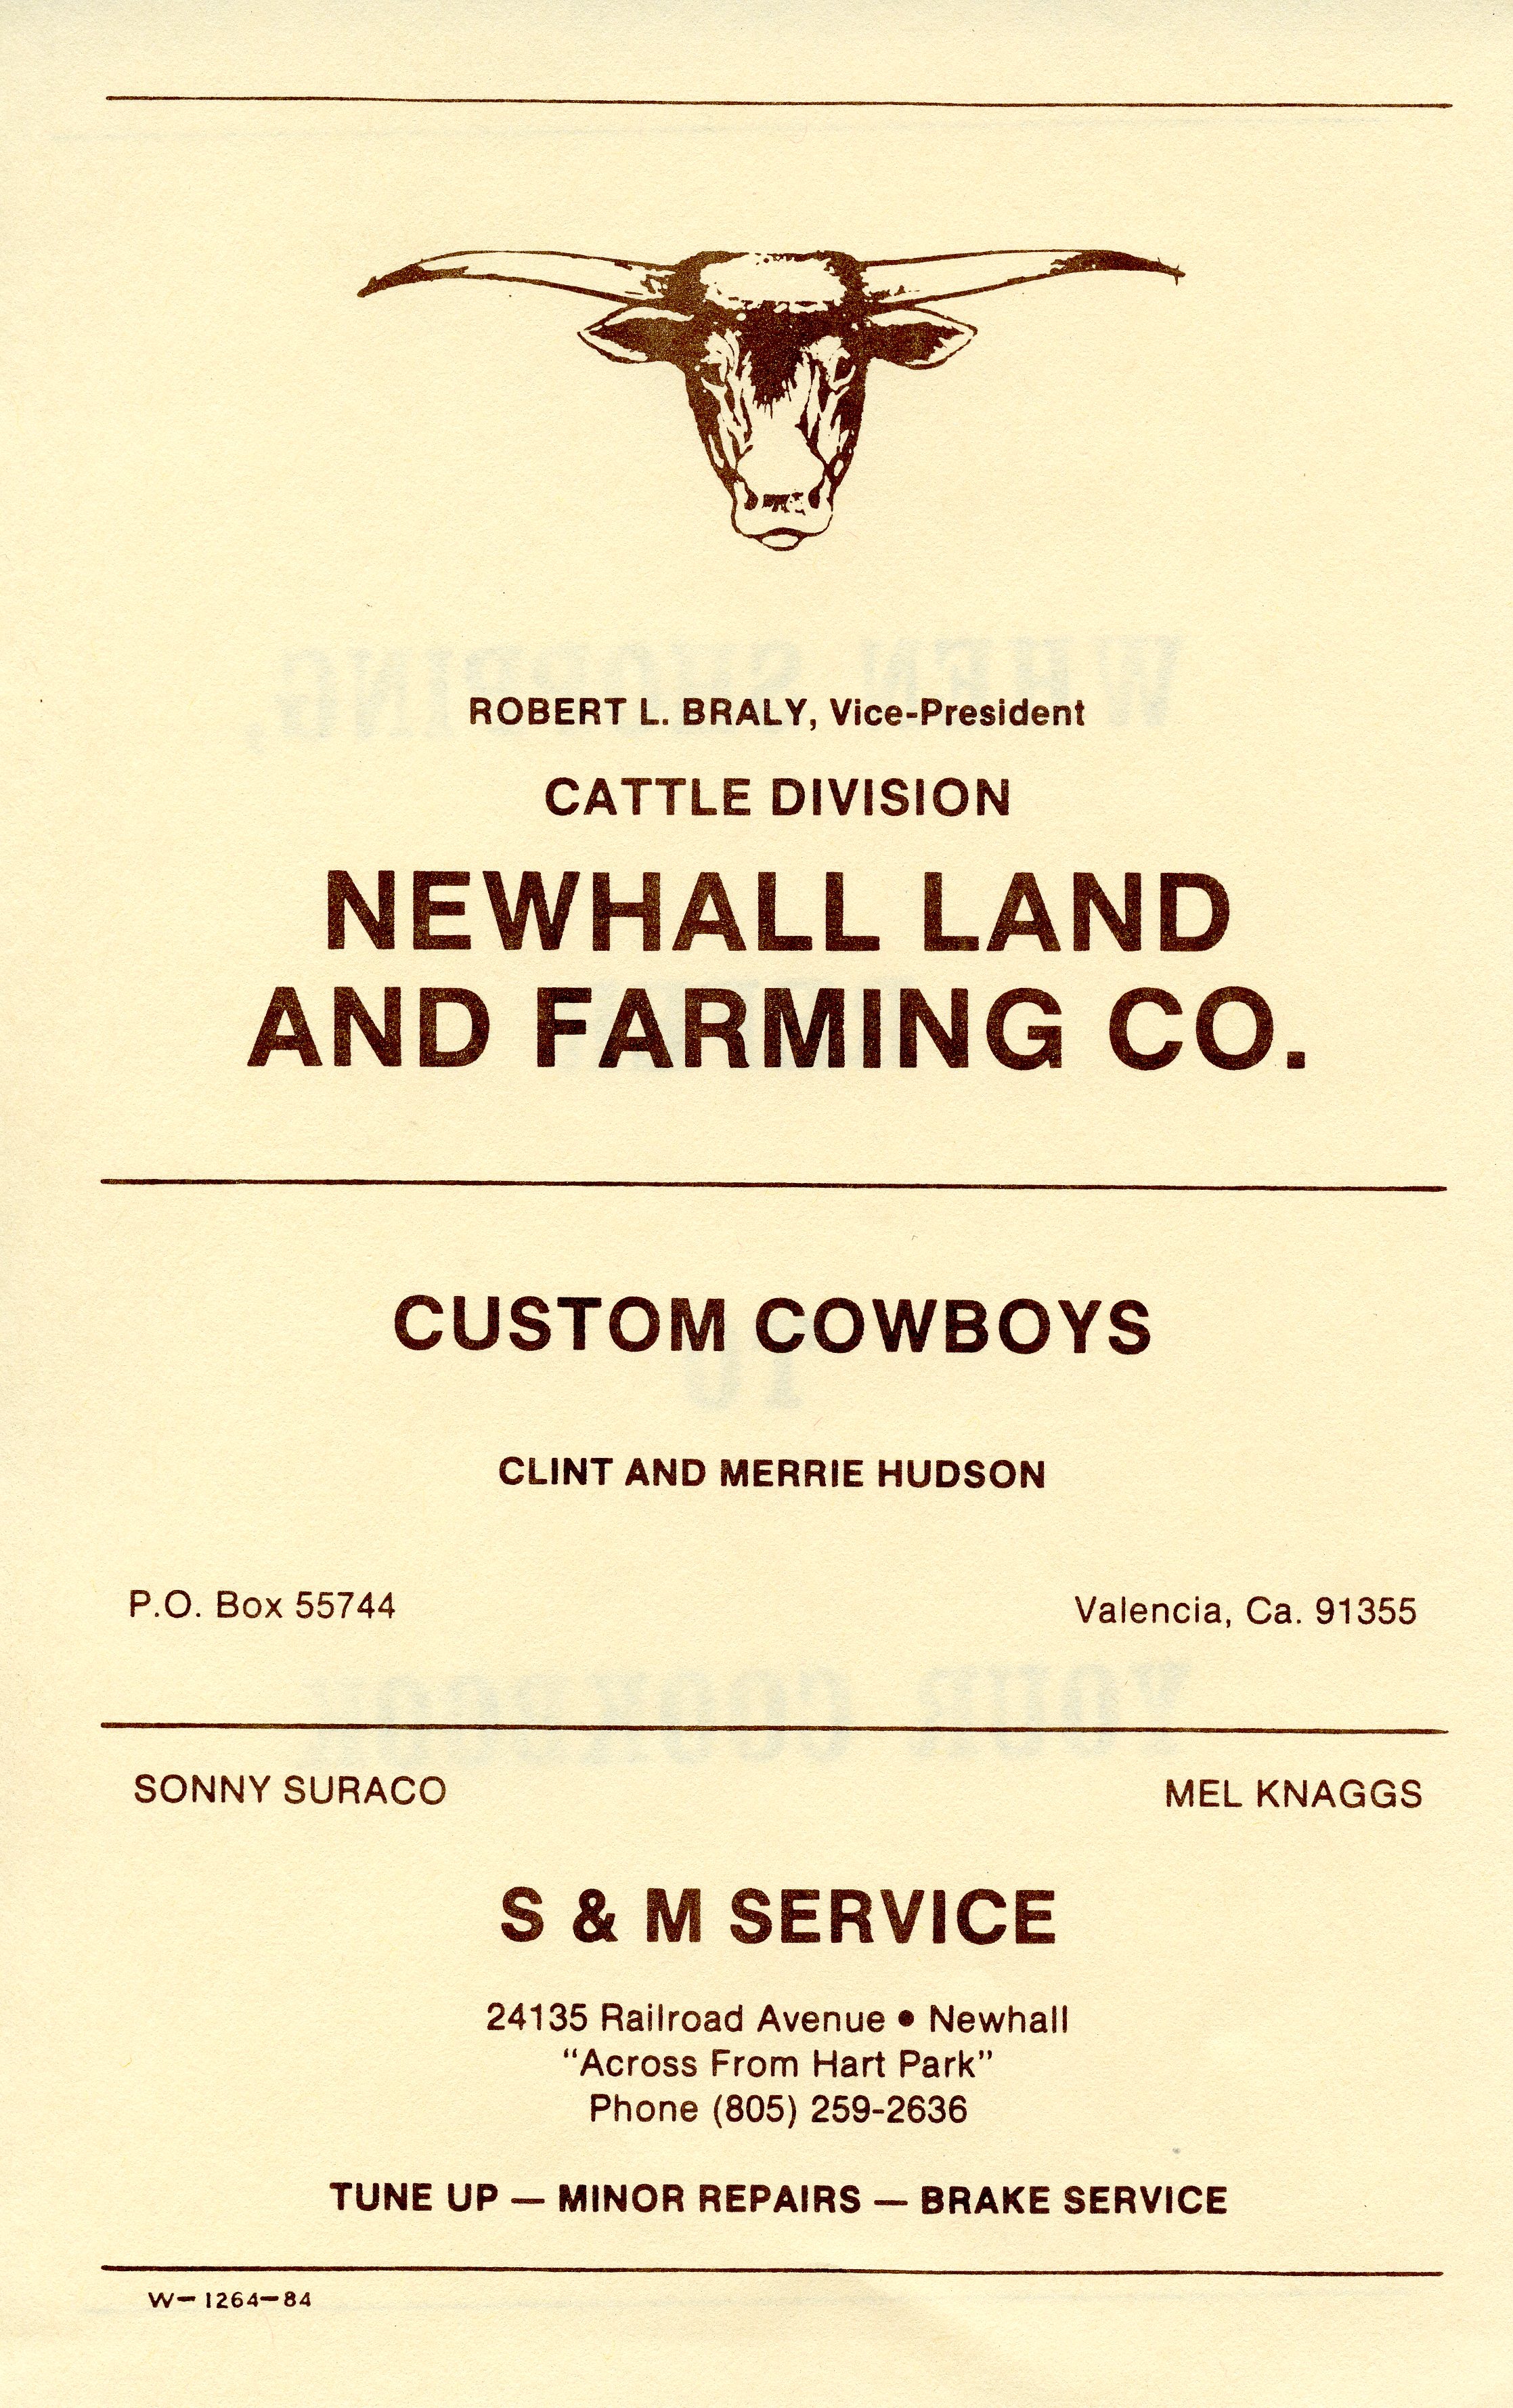 ROBERT L. BRALY, Vice-President
CATTLE DIVISION
NEWHALL LAND
AND FARMING CO.
CUSTOM COWBOYS
CLINT AND MERRIE HUDSON
P.O. Box 55744 Valencia, Ca. 91355
SONNY SURACO MEL KNAGGS
S & M SERVICE
24135 Railroad Avenue • Newhall
“Across From Hart Park”
Phone (805) 259-2636
TUNE UP — MINOR REPAIRS — BRAKE SERVICE
W—1264—84